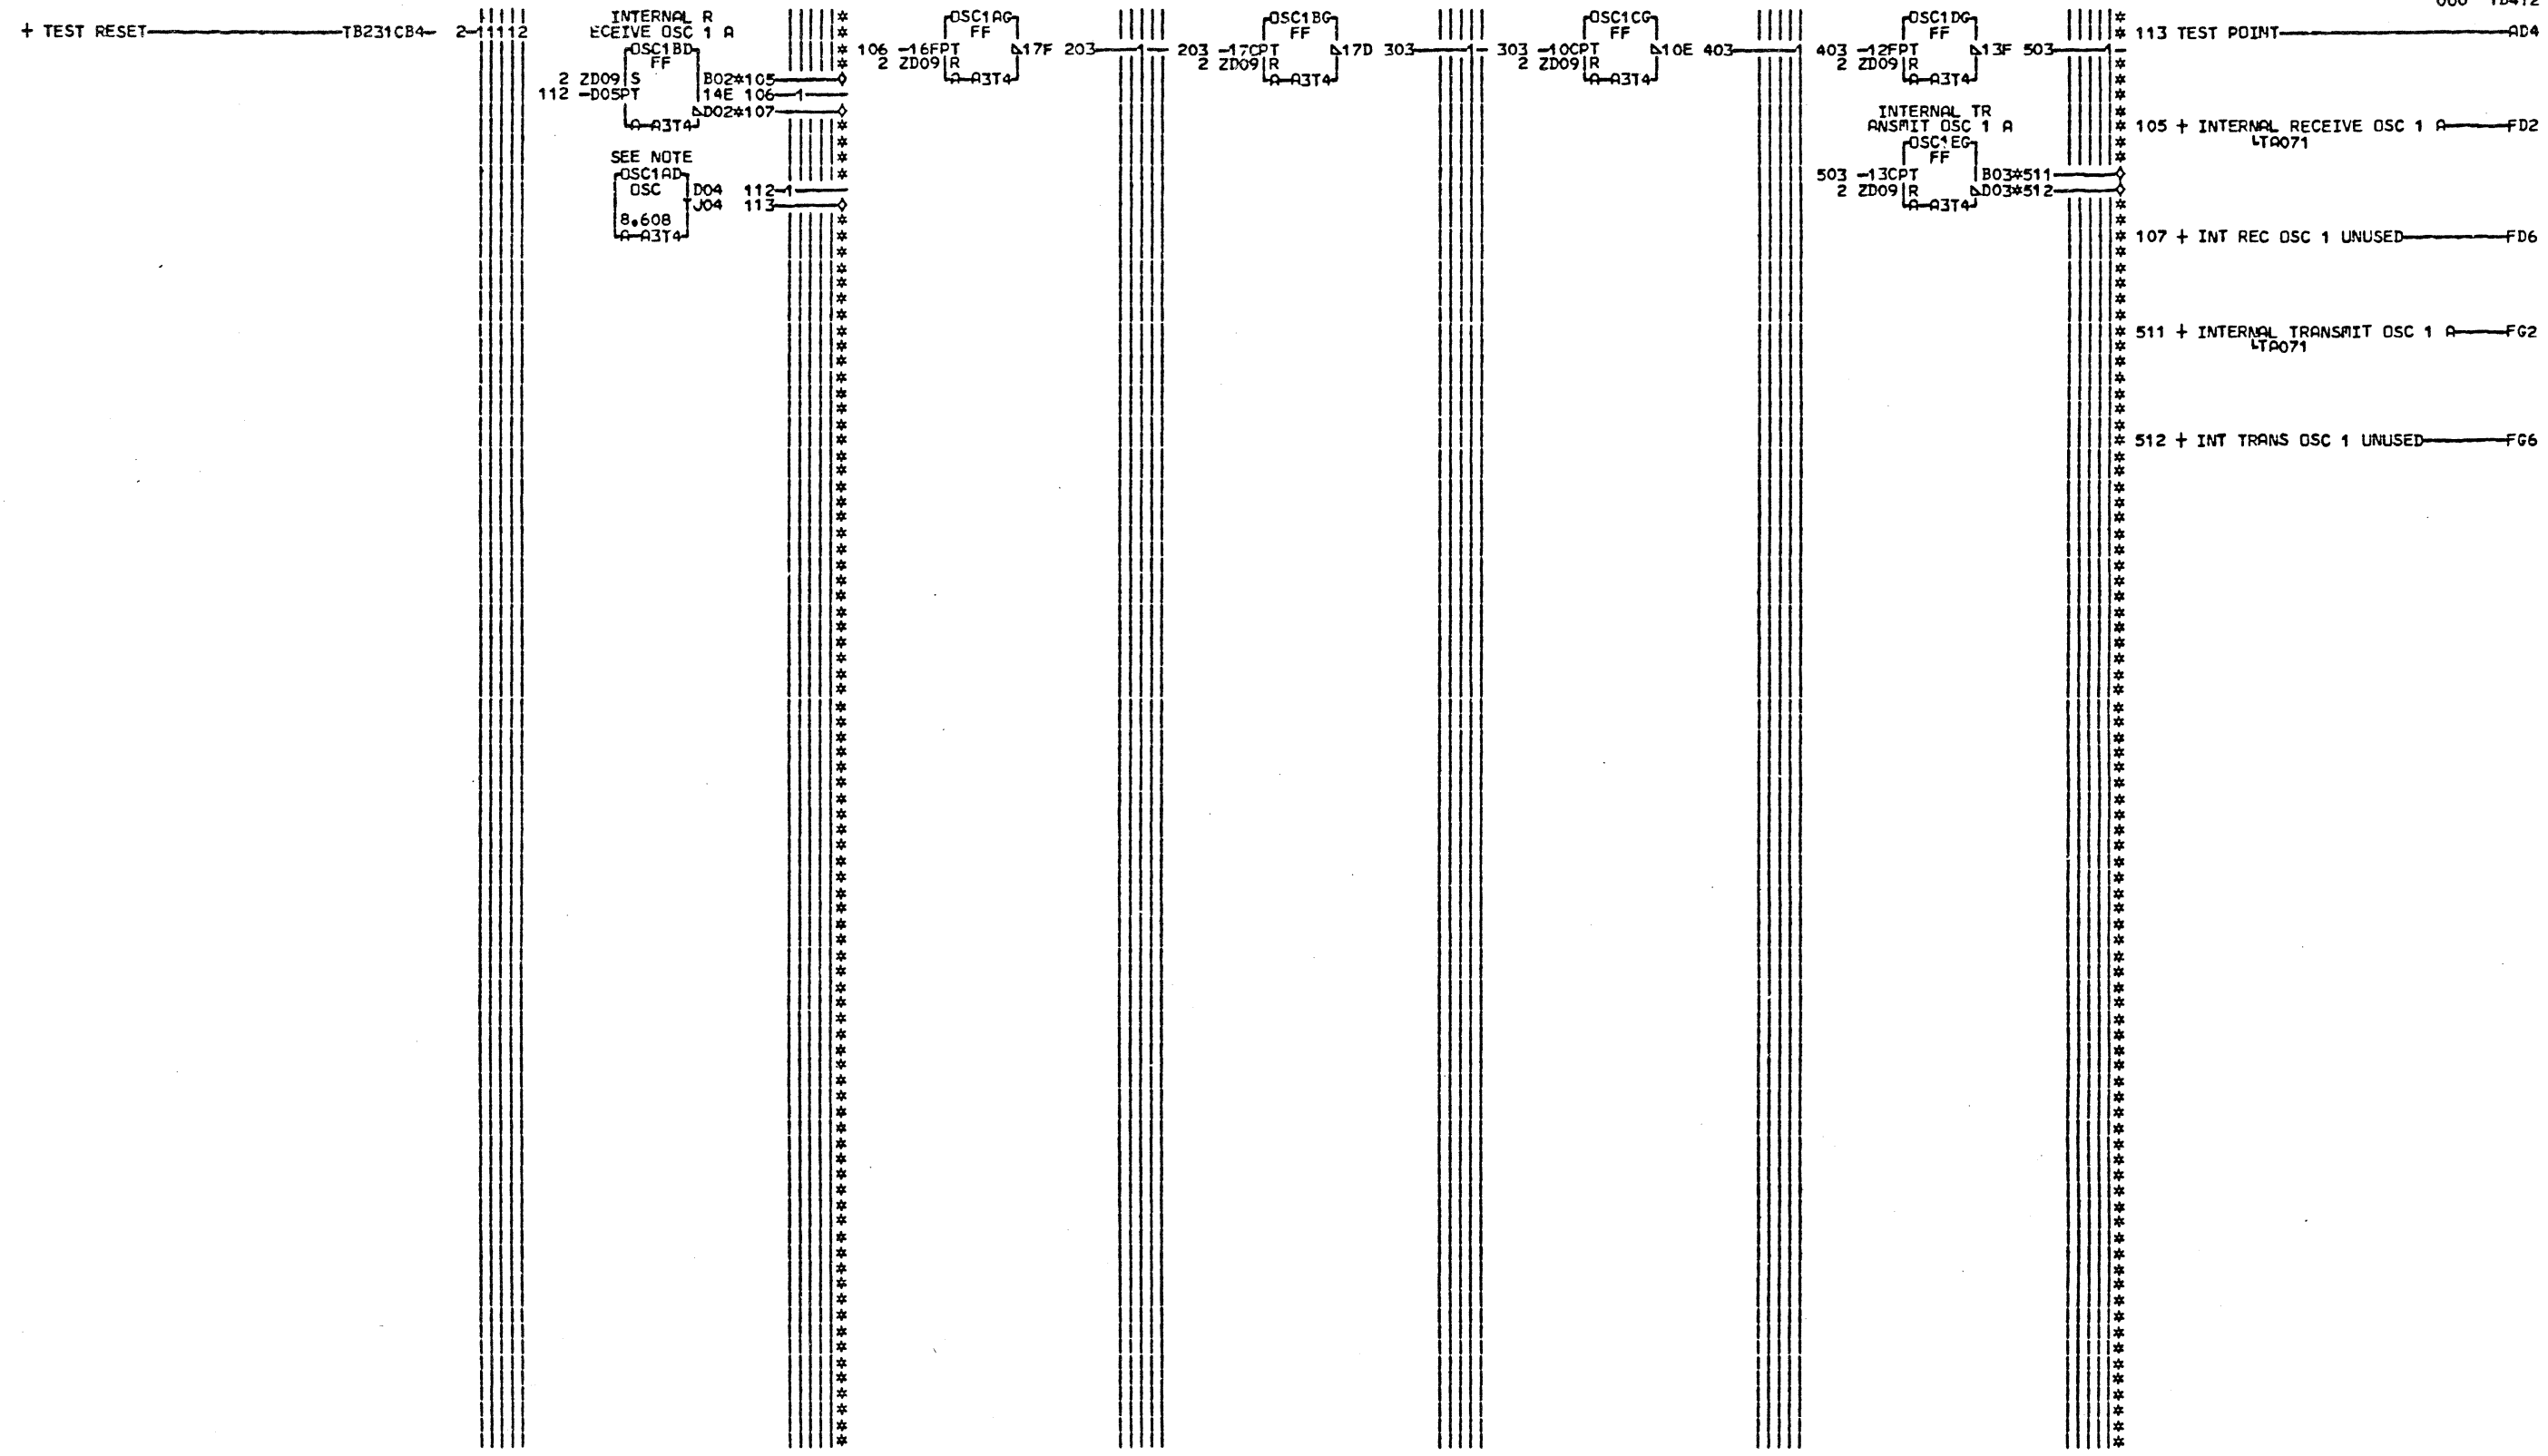 + TEST RESET TB231CB4 2-11112
INTERNAL R
ECEIVE OSC 1 A
OSC1BD
FF
2 ZD09 S B02*105
112 -D05PT 14E 106 1
D02*107
A-A3T4
SEE NOTE
OSC1AD
OSC D04 112-1
TJ04 113
8.608
A-A3T4
OSC1AG
FF
106 -16FPT 17F 203 1
2 ZD09 R
A-A3T4
OSC1BG
FF
203 -17CPT 17D 303 1
2 ZD09 R
A-A3T4
OSC1CG
FF
303 -10CPT 10E 403 1
2 ZD09 R
A-A3T4
OSC1DG
FF
403 -12FPT 13F 503 1
2 ZD09 R
A-A3T4
INTERNAL TR
ANSMIT OSC 1 A
OSC1EG
FF
503 -13CPT B03*511
2 ZD09 R D03*512
A-A3T4
113 TEST POINT AD4
105 + INTERNAL RECEIVE OSC 1 A FD2
TA071
107 + INT REC OSC 1 UNUSED FD6
511 + INTERNAL TRANSMIT OSC 1 A FG2
TA071
512 + INT TRANS OSC 1 UNUSED FG6